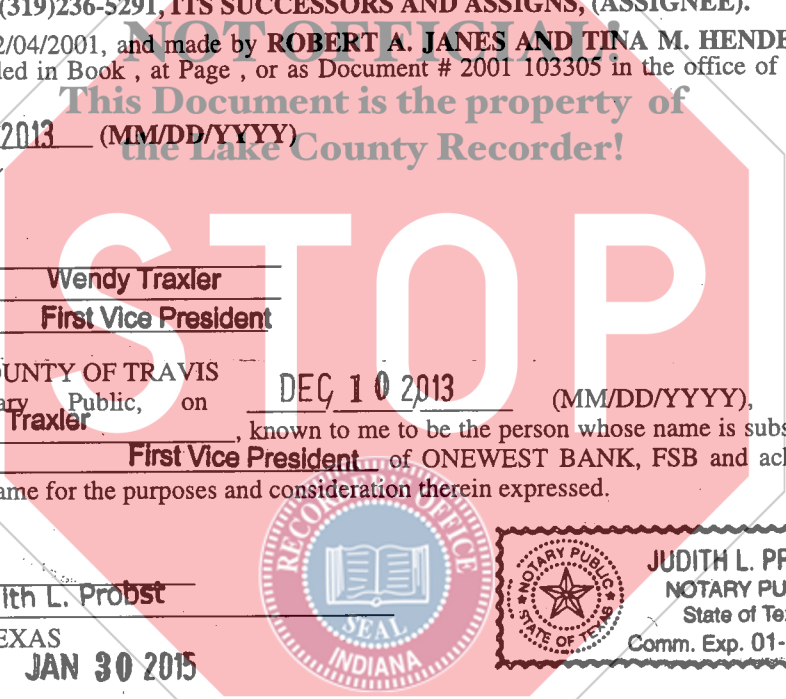 (319)236-5291, ITS SUCCESSORS AND ASSIGNS, (ASSIGNEE).
NOT OFFICIAL!
2/04/2001, and made by ROBERT A. JANES AND TINA M. HENDE
led in Book , at Page , or as Document # 2001 103305 in the office of
This Document is the property of
2013 (MM/DD/YYYY)
the Lake County Recorder!
STOP
Wendy Traxler
First Vice President
OUNTY OF TRAVIS
ary Public, on DEC 10 2013 (MM/DD/YYYY),
Traxler , known to me to be the person whose name is subs
First Vice President of ONEWEST BANK, FSB and ack
ame for the purposes and consideration therein expressed.
RECORDER'S OFFICE
SEAL
INDIANA
NOTARY PUBLIC
STATE OF TEXAS
JUDITH L. PR
NOTARY PU
State of Te
Comm. Exp. 01-
ith L. Probst
EXAS
JAN 30 2015